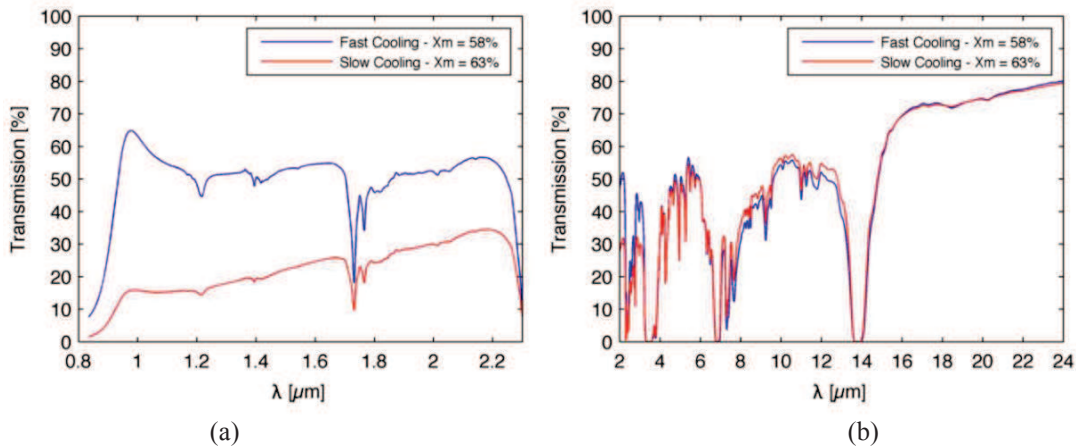 100
90
80
70
60
50
40
30
20
10
0
Transmission [%]
Fast Cooling - Xm = 58%
Slow Cooling - Xm = 63%
0.8 1 1.2 1.4 1.6 1.8 2 2.2
λ [µm]
(a)
100
90
80
70
60
50
40
30
20
10
0
Transmission [%]
Fast Cooling - Xm = 58%
Slow Cooling - Xm = 63%
2 4 6 8 10 12 14 16 18 20 22 24
λ [µm]
(b)